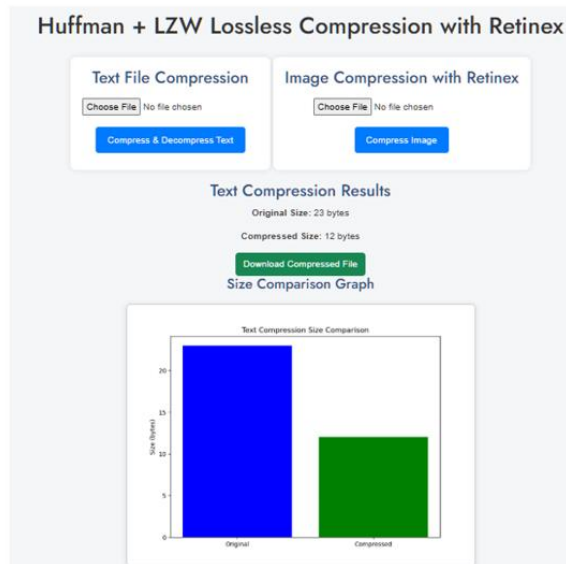 Huffman + LZW Lossless Compression with Retinex
Text File Compression
Choose File No file chosen
Compress & Decompress Text
Image Compression with Retinex
Choose File No file chosen
Compress Image
Text Compression Results
Original Size: 23 bytes
Compressed Size: 12 bytes
Download Compressed File
Size Comparison Graph
Text Compression Size Comparison
Size (bytes)
20
15
10
5
0
Original
Compressed